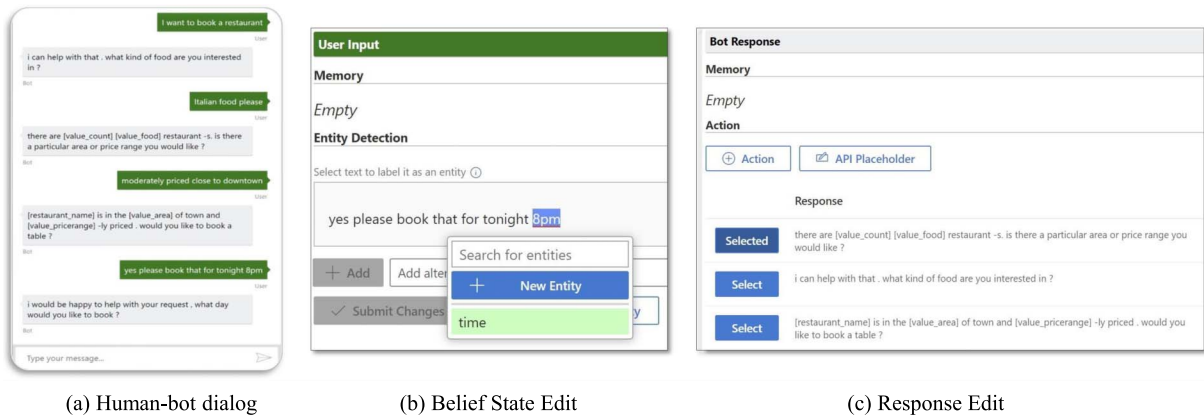 I want to book a restaurant
User
i can help with that . what kind of food are you interested
in ?
Bot
Italian food please
User
there are [value_count] [value_food] restaurant -s. is there
a particular area or price range you would like ?
Bot
moderately priced close to downtown
User
[restaurant_name] is in the [value_area] of town and
[value_pricerange] -ly priced . would you like to book a
table ?
Bot
yes please book that for tonight 8pm
User
i would be happy to help with your request , what day
would you like to book ?
Bot
Type your message...
(a) Human-bot dialog
User Input
Memory
Empty
Entity Detection
Select text to label it as an entity
yes please book that for tonight 8pm
Search for entities
+ Add
Add alter
+ New Entity
Submit Changes
y
time
(b) Belief State Edit
Bot Response
Memory
Empty
Action
Action
API Placeholder
Response
Selected
there are [value_count] [value_food] restaurant -s. is there a particular area or price range you
would like ?
Select
i can help with that . what kind of food are you interested in ?
Select
[restaurant_name] is in the [value_area] of town and [value_pricerange] -ly priced . would you
like to book a table ?
(c) Response Edit